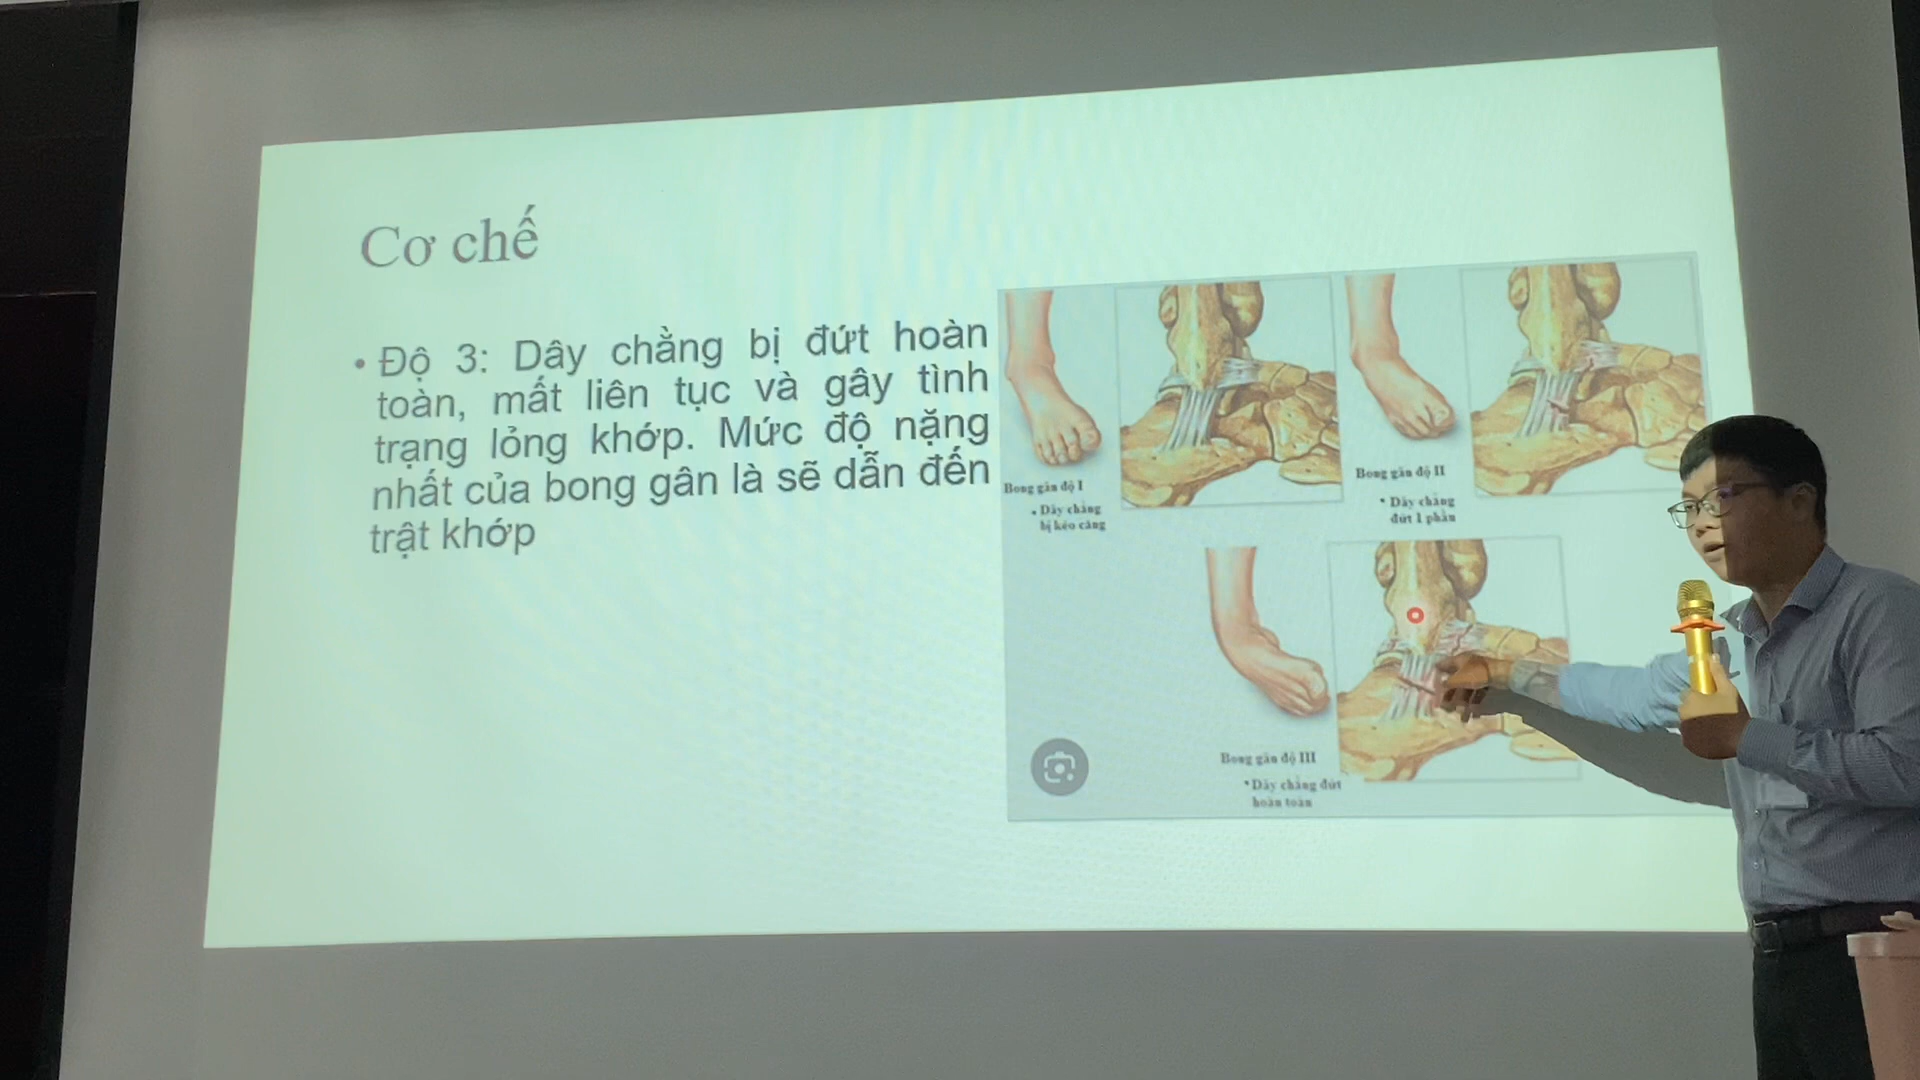 Cơ chế
• Độ 3: Dây chằng bị đứt hoàn
toàn, mất liên tục và gây tình
trạng lỏng khớp. Mức độ nặng
nhất của bong gân là sẽ dẫn đến
trật khớp
Bong gân độ I
• Dây chằng
bị kéo căng
Bong gân độ II
* Dây chằng
đứt 1 phần
Bong gân độ III
* Dây chằng đứt
hoàn toàn